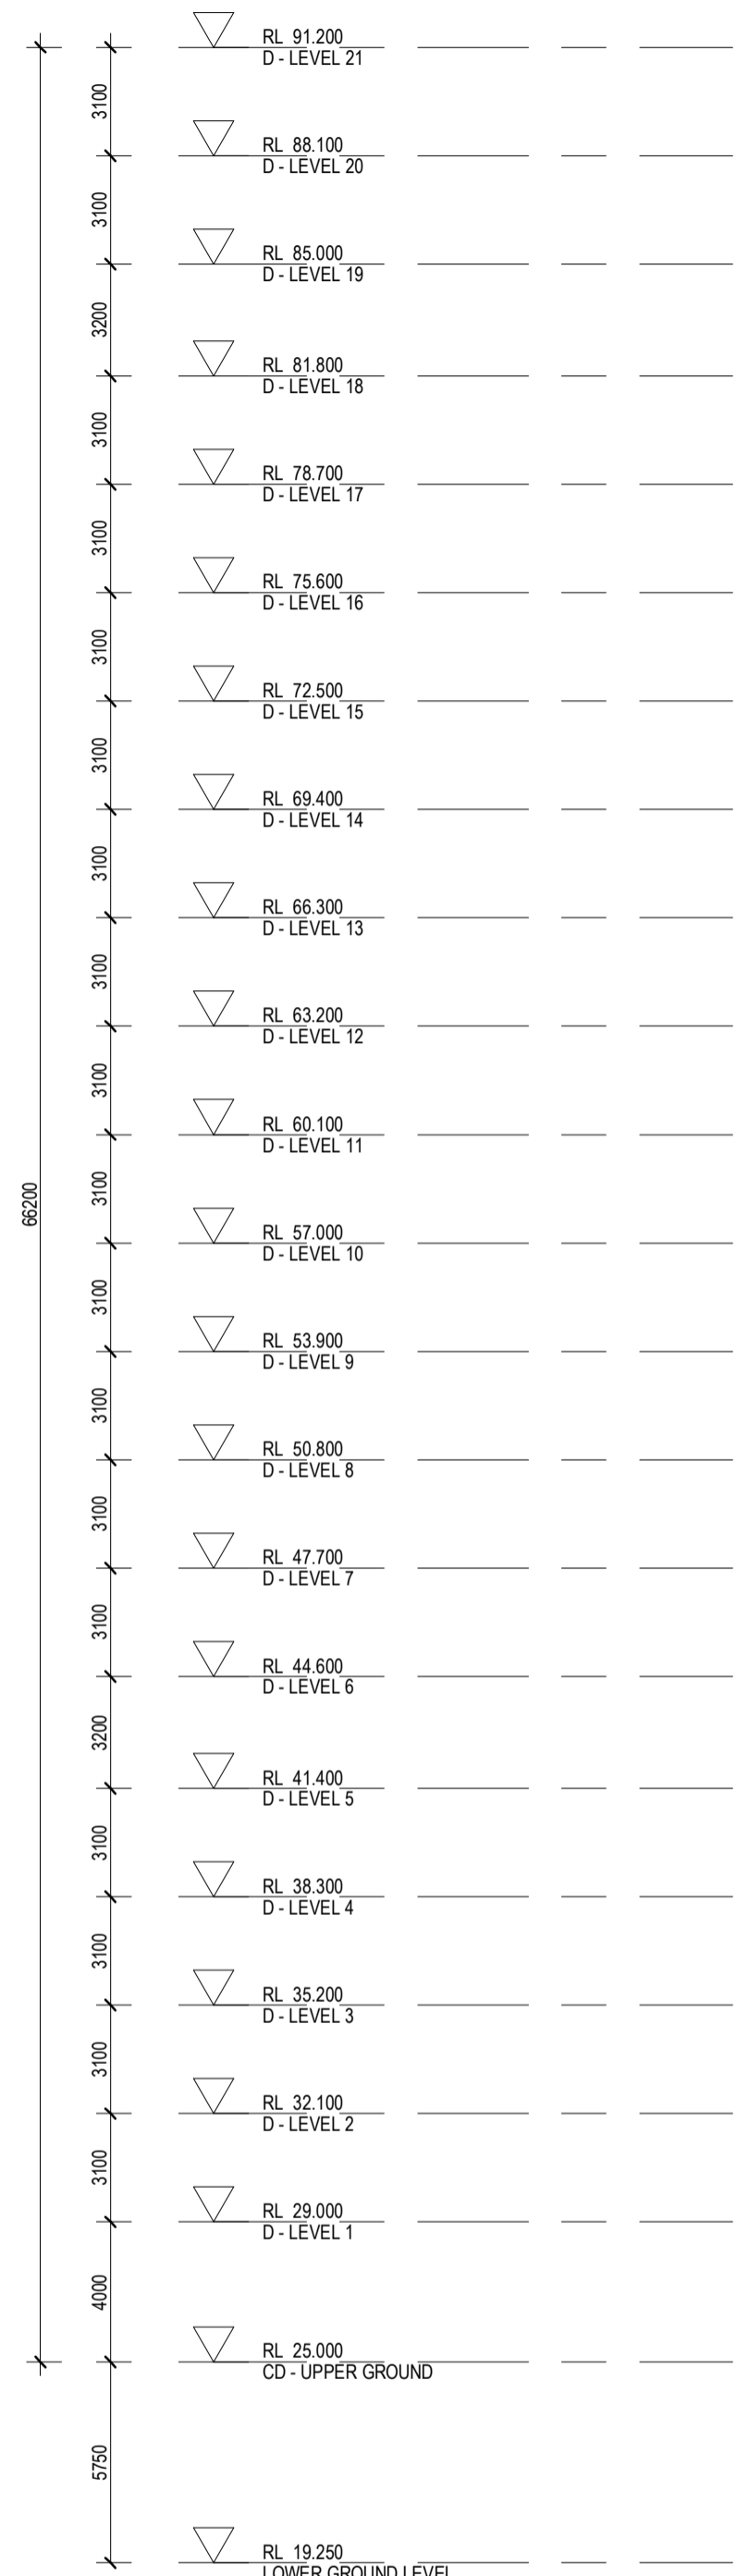 RL 91.200
D - LEVEL 21
3100
RL 88.100
D - LEVEL 20
3100
RL 85.000
D - LEVEL 19
3200
RL 81.800
D - LEVEL 18
3100
RL 78.700
D - LEVEL 17
3100
RL 75.600
D - LEVEL 16
3100
RL 72.500
D - LEVEL 15
3100
RL 69.400
D - LEVEL 14
3100
RL 66.300
D - LEVEL 13
3100
RL 63.200
D - LEVEL 12
3100
RL 60.100
D - LEVEL 11
3100
66200
RL 57.000
D - LEVEL 10
3100
RL 53.900
D - LEVEL 9
3100
RL 50.800
D - LEVEL 8
3100
RL 47.700
D - LEVEL 7
3100
RL 44.600
D - LEVEL 6
3200
RL 41.400
D - LEVEL 5
3100
RL 38.300
D - LEVEL 4
3100
RL 35.200
D - LEVEL 3
3100
RL 32.100
D - LEVEL 2
3100
RL 29.000
D - LEVEL 1
4000
RL 25.000
CD - UPPER GROUND
5750
RL 19.250
LOWER GROUND LEVEL